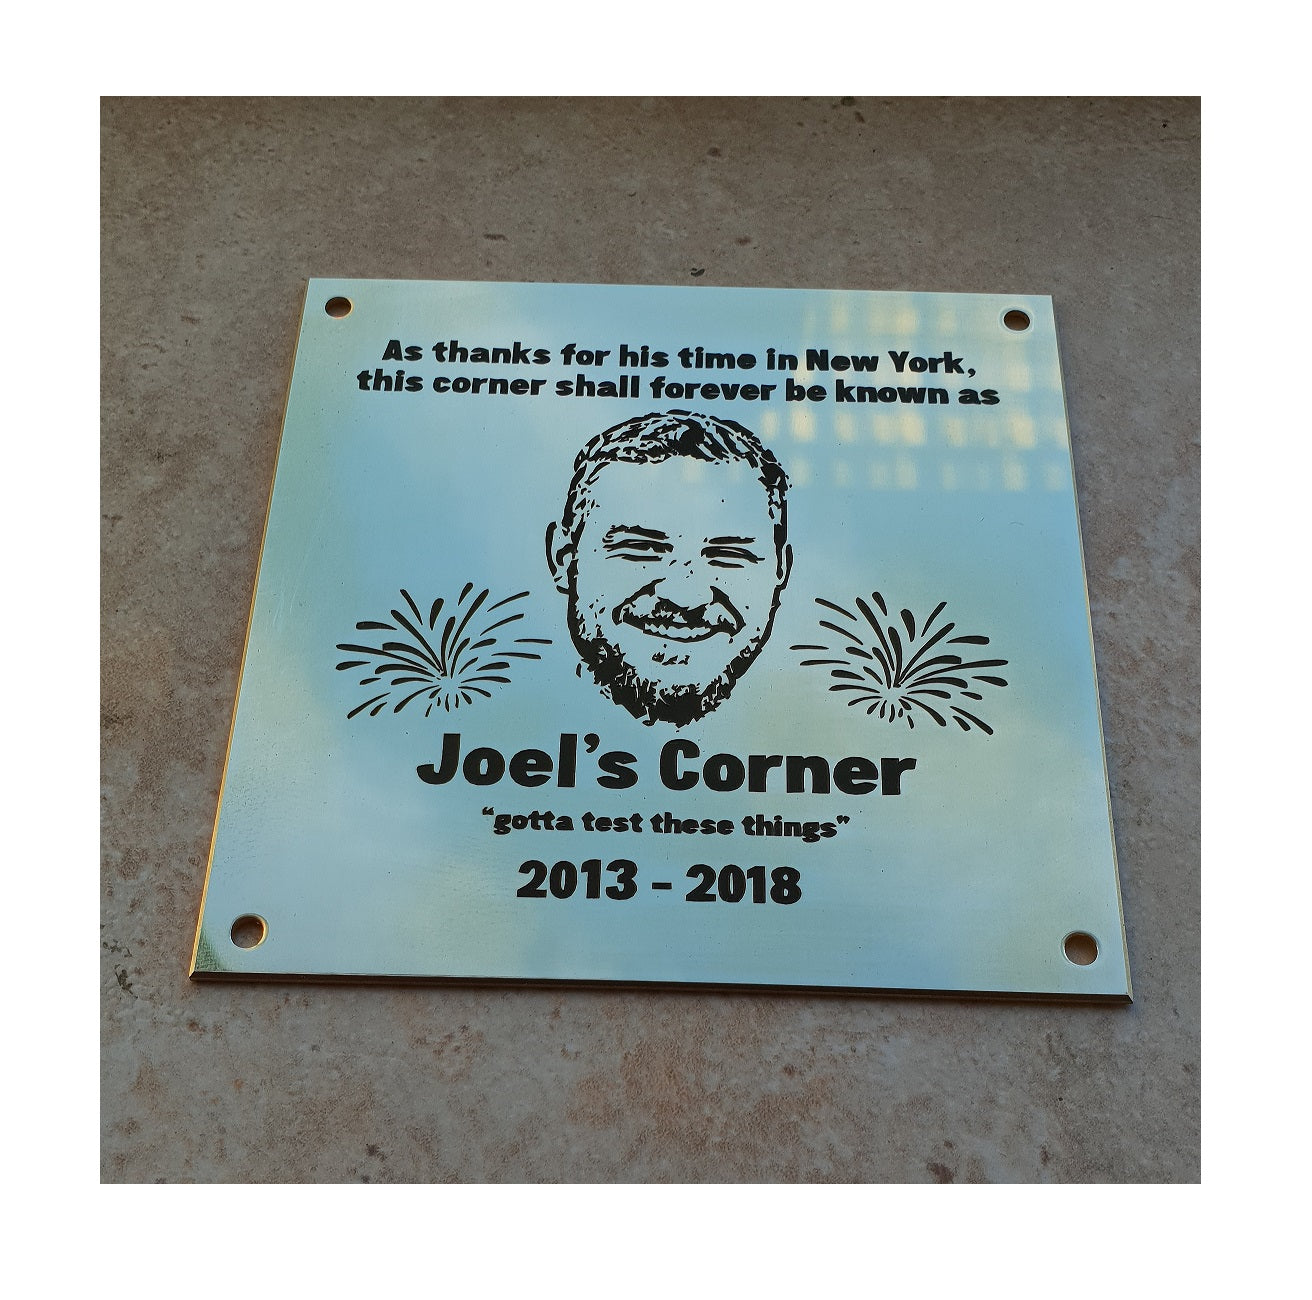 As thanks for his time in New York,
this corner shall forever be known as
Joel’s Corner
“gotta test these things”
2013 - 2018